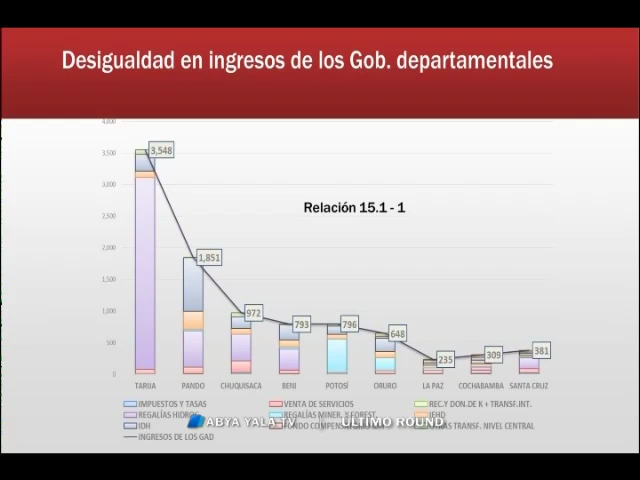 Desigualdad en ingresos de los Gob. departamentales
4,000
3,500
3,000
2,500
2,000
1,500
1,000
500
0
3,548
1,851
972
793
796
648
235
309
381
Relación 15.1 - 1
TARIJA PANDO CHUQUISACA BENI POTOSÍ ORURO LA PAZ COCHABAMBA SANTA CRUZ
IMPUESTOS Y TASAS VENTA DE SERVICIOS REC.Y DON.DE K + TRANSF.INT.
REGALÍAS HIDROS. REGALÍAS MINER. Y FOREST. IEHD
IDH FONDO COMPENSATORIO OTRAS TRANSF. NIVEL CENTRAL
INGRESOS DE LOS GAD
ABYA YALA TV ULTIMO ROUND